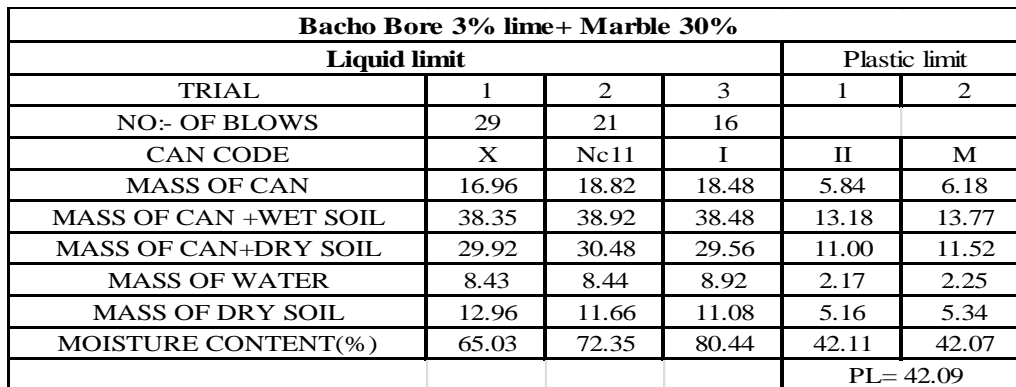 Bacho Bore 3% lime+ Marble 30%
Liquid limit Plastic limit
TRIAL 1 2 3 1 2
NO:- OF BLOWS 29 21 16
CAN CODE X Nc11 I II M
MASS OF CAN 16.96 18.82 18.48 5.84 6.18
MASS OF CAN +WET SOIL 38.35 38.92 38.48 13.18 13.77
MASS OF CAN+DRY SOIL 29.92 30.48 29.56 11.00 11.52
MASS OF WATER 8.43 8.44 8.92 2.17 2.25
MASS OF DRY SOIL 12.96 11.66 11.08 5.16 5.34
MOISTURE CONTENT(%) 65.03 72.35 80.44 42.11 42.07
PL= 42.09